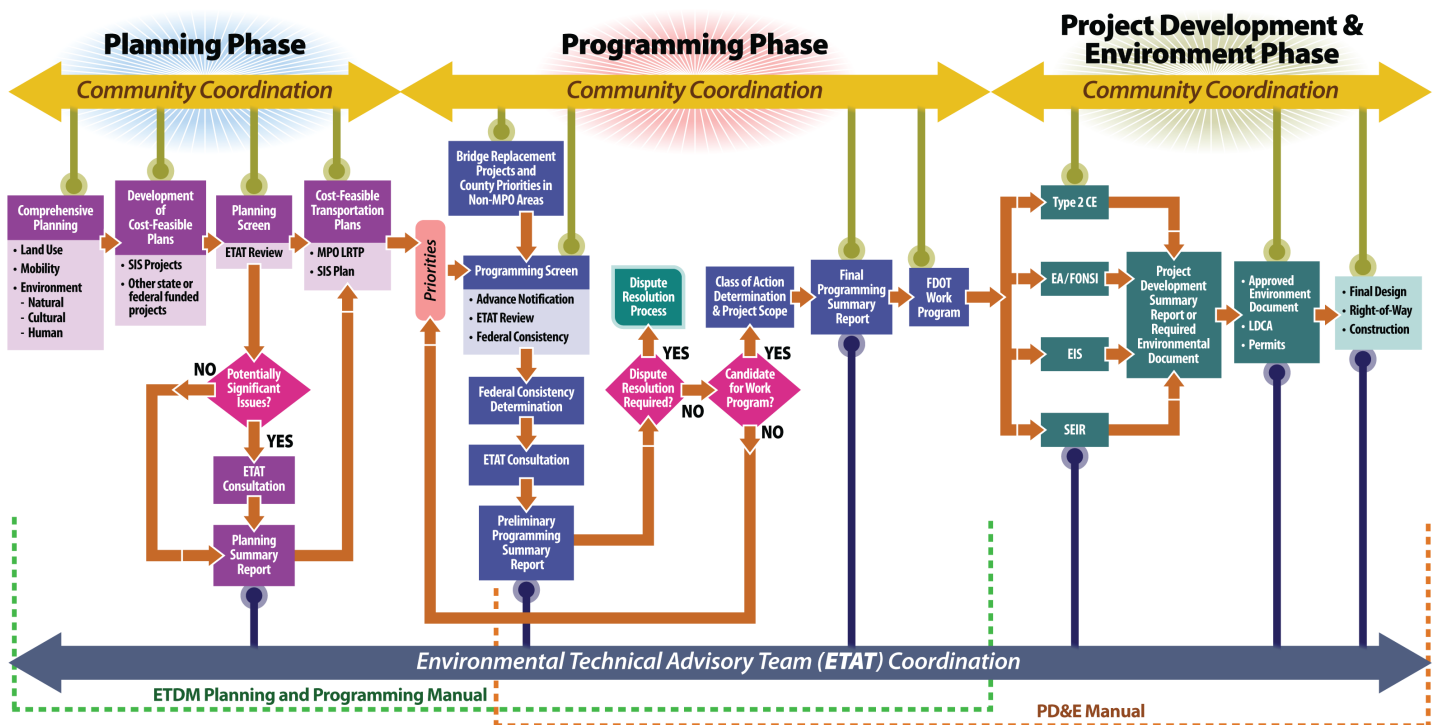 Planning Phase
Programming Phase
Project Development &
Environment Phase
Community Coordination
Community Coordination
Community Coordination
Comprehensive
Planning
• Land Use
• Mobility
• Environment
- Natural
- Cultural
- Human
Development
of
Cost-Feasible
Plans
• SIS Projects
• Other state or
federal funded
projects
Planning
Screen
ETAT Review
Cost-Feasible
Transportation
Plans
• MPO LRTP
• SIS Plan
Potentially
Significant
Issues?
NO
YES
ETAT
Consultation
Planning
Summary
Report
Priorities
Bridge Replacement
Projects and
County Priorities in
Non-MPO Areas
Programming Screen
• Advance Notification
• ETAT Review
• Federal Consistency
Federal Consistency
Determination
ETAT Consultation
Preliminary
Programming
Summary
Report
Dispute
Resolution
Process
YES
Dispute
Resolution
Required?
NO
Class of Action
Determination
& Project Scope
YES
Candidate
for Work
Program?
NO
Final
Programming
Summary
Report
FDOT
Work
Program
Type 2 CE
EA/FONSI
EIS
SEIR
Project
Development
Summary
Report or
Required
Environmental
Document
• Approved
Environment
Document
• LDCA
• Permits
• Final Design
• Right-of-Way
• Construction
Environmental Technical Advisory Team (ETAT) Coordination
ETDM Planning and Programming Manual
PD&E Manual